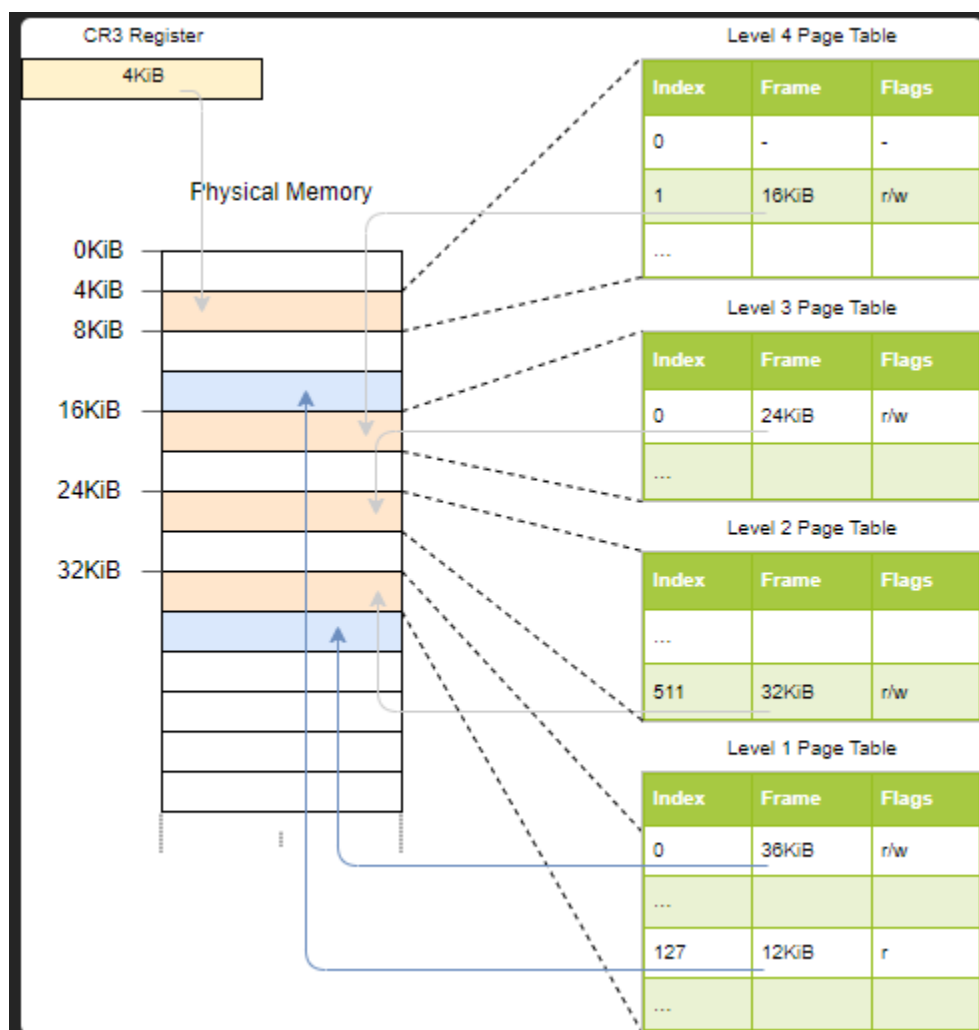 CR3 Register
4KiB
Physical Memory
0KiB
4KiB
8KiB
16KiB
24KiB
32KiB
Level 4 Page Table
Index Frame Flags
0 - -
1 16KiB r/w
...
Level 3 Page Table
Index Frame Flags
0 24KiB r/w
...
Level 2 Page Table
Index Frame Flags
...
511 32KiB r/w
Level 1 Page Table
Index Frame Flags
0 36KiB r/w
...
127 12KiB r
...